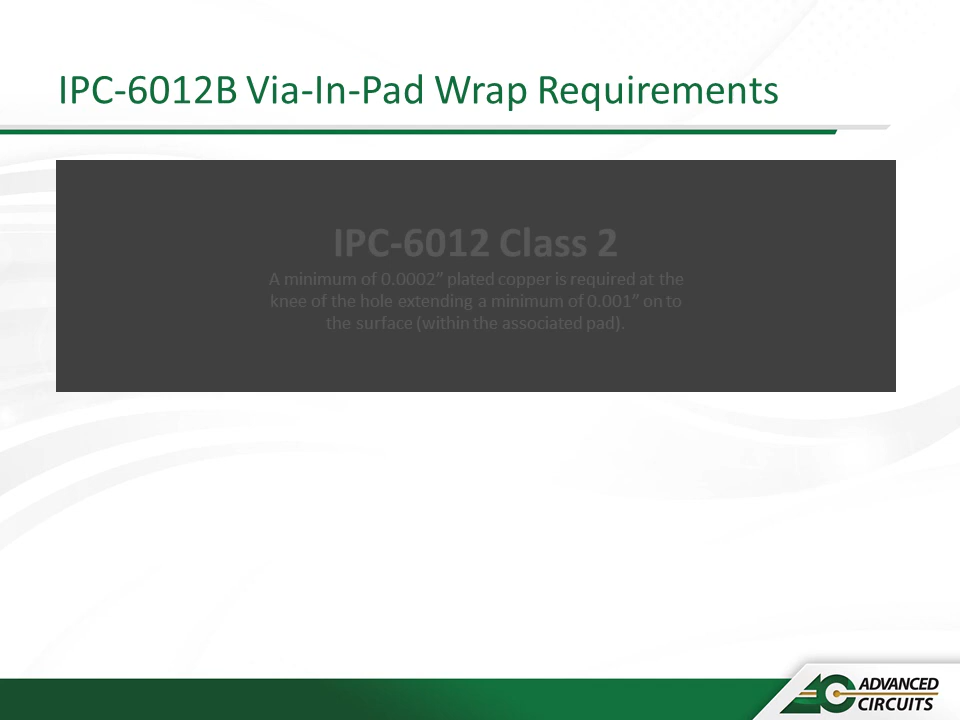 IPC-6012B Via-In-Pad Wrap Requirements
IPC-6012 Class 2
A minimum of 0.0002” plated copper is required at the
knee of the hole extending a minimum of 0.001” on to
the surface (within the associated pad).
ADVANCED
CIRCUITS